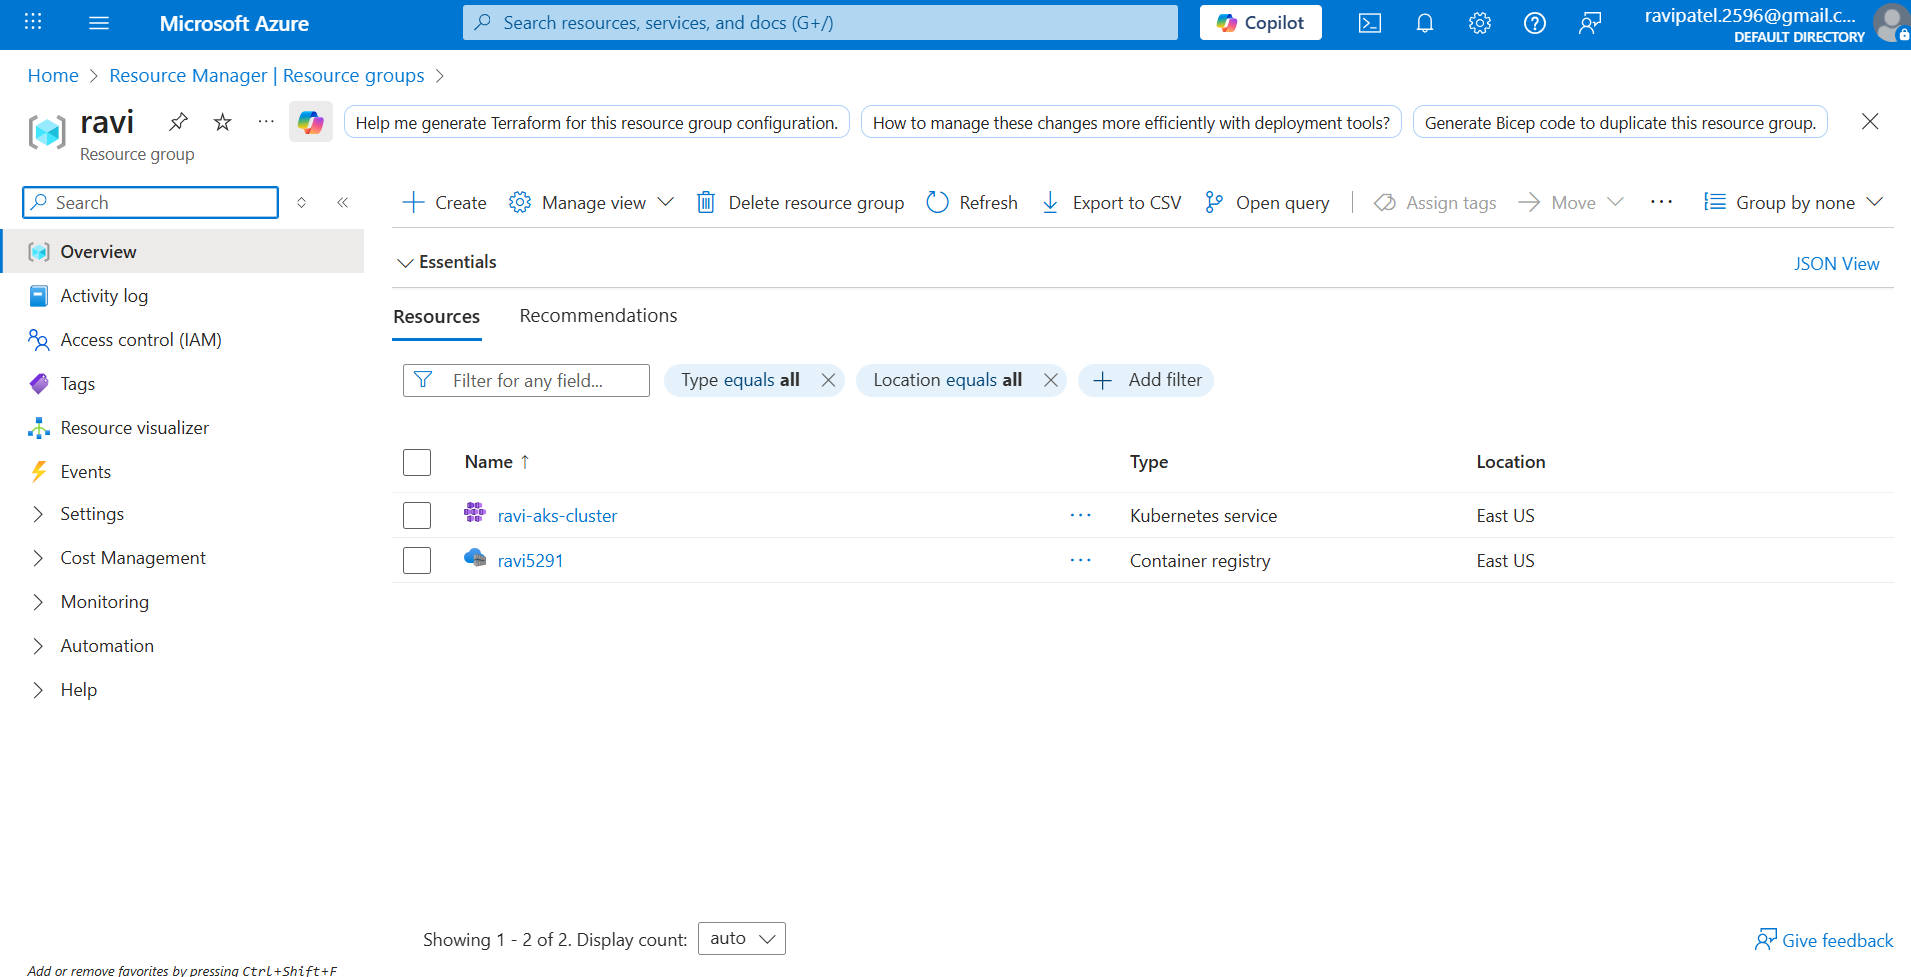 Microsoft Azure
Search resources, services, and docs (G+/)
Copilot
ravipatel.2596@gmail.c...
DEFAULT DIRECTORY
Home > Resource Manager | Resource groups >
ravi
Resource group
Help me generate Terraform for this resource group configuration.
How to manage these changes more efficiently with deployment tools?
Generate Bicep code to duplicate this resource group.
Search
Overview
Activity log
Access control (IAM)
Tags
Resource visualizer
Events
Settings
Cost Management
Monitoring
Automation
Help
Add or remove favorites by pressing Ctrl+Shift+F
Create Manage view Delete resource group Refresh Export to CSV Open query Assign tags Move ... Group by none
Essentials
JSON View
Resources Recommendations
Filter for any field... Type equals all Location equals all Add filter
Name ↑ Type Location
ravi-aks-cluster ... Kubernetes service East US
ravi5291 ... Container registry East US
Showing 1 - 2 of 2. Display count: auto
Give feedback